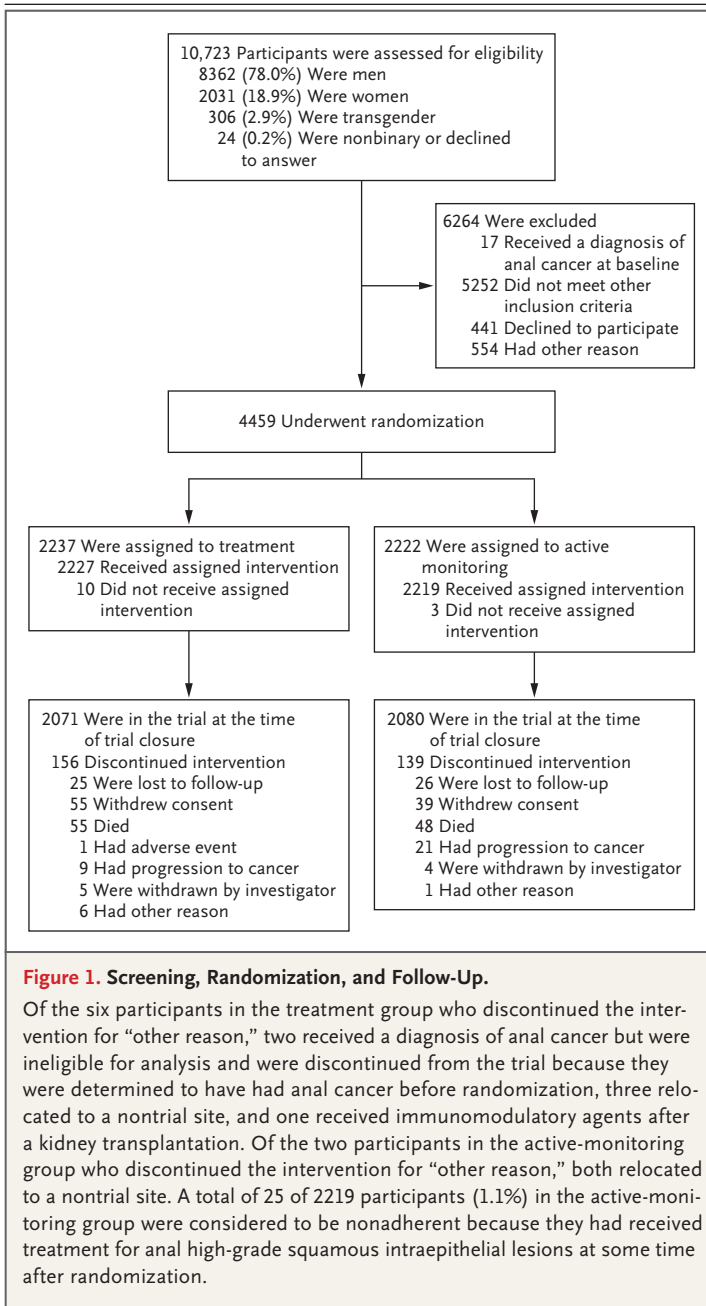 10,723 Participants were assessed for eligibility
8362 (78.0%) Were men
2031 (18.9%) Were women
306 (2.9%) Were transgender
24 (0.2%) Were nonbinary or declined
to answer
6264 Were excluded
17 Received a diagnosis of
anal cancer at baseline
5252 Did not meet other
inclusion criteria
441 Declined to participate
554 Had other reason
4459 Underwent randomization
2237 Were assigned to treatment
2227 Received assigned intervention
10 Did not receive assigned
intervention
2222 Were assigned to active
monitoring
2219 Received assigned intervention
3 Did not receive assigned
intervention
2071 Were in the trial at the time
of trial closure
156 Discontinued intervention
25 Were lost to follow-up
55 Withdrew consent
55 Died
1 Had adverse event
9 Had progression to cancer
5 Were withdrawn by investigator
6 Had other reason
2080 Were in the trial at the time
of trial closure
139 Discontinued intervention
26 Were lost to follow-up
39 Withdrew consent
48 Died
21 Had progression to cancer
4 Were withdrawn by investigator
1 Had other reason
Figure 1. Screening, Randomization, and Follow-Up.
Of the six participants in the treatment group who discontinued the inter-
vention for “other reason,” two received a diagnosis of anal cancer but were
ineligible for analysis and were discontinued from the trial because they
were determined to have had anal cancer before randomization, three relo-
cated to a nontrial site, and one received immunomodulatory agents after
a kidney transplantation. Of the two participants in the active-monitoring
group who discontinued the intervention for “other reason,” both relocated
to a nontrial site. A total of 25 of 2219 participants (1.1%) in the active-moni-
toring group were considered to be nonadherent because they had received
treatment for anal high-grade squamous intraepithelial lesions at some time
after randomization.